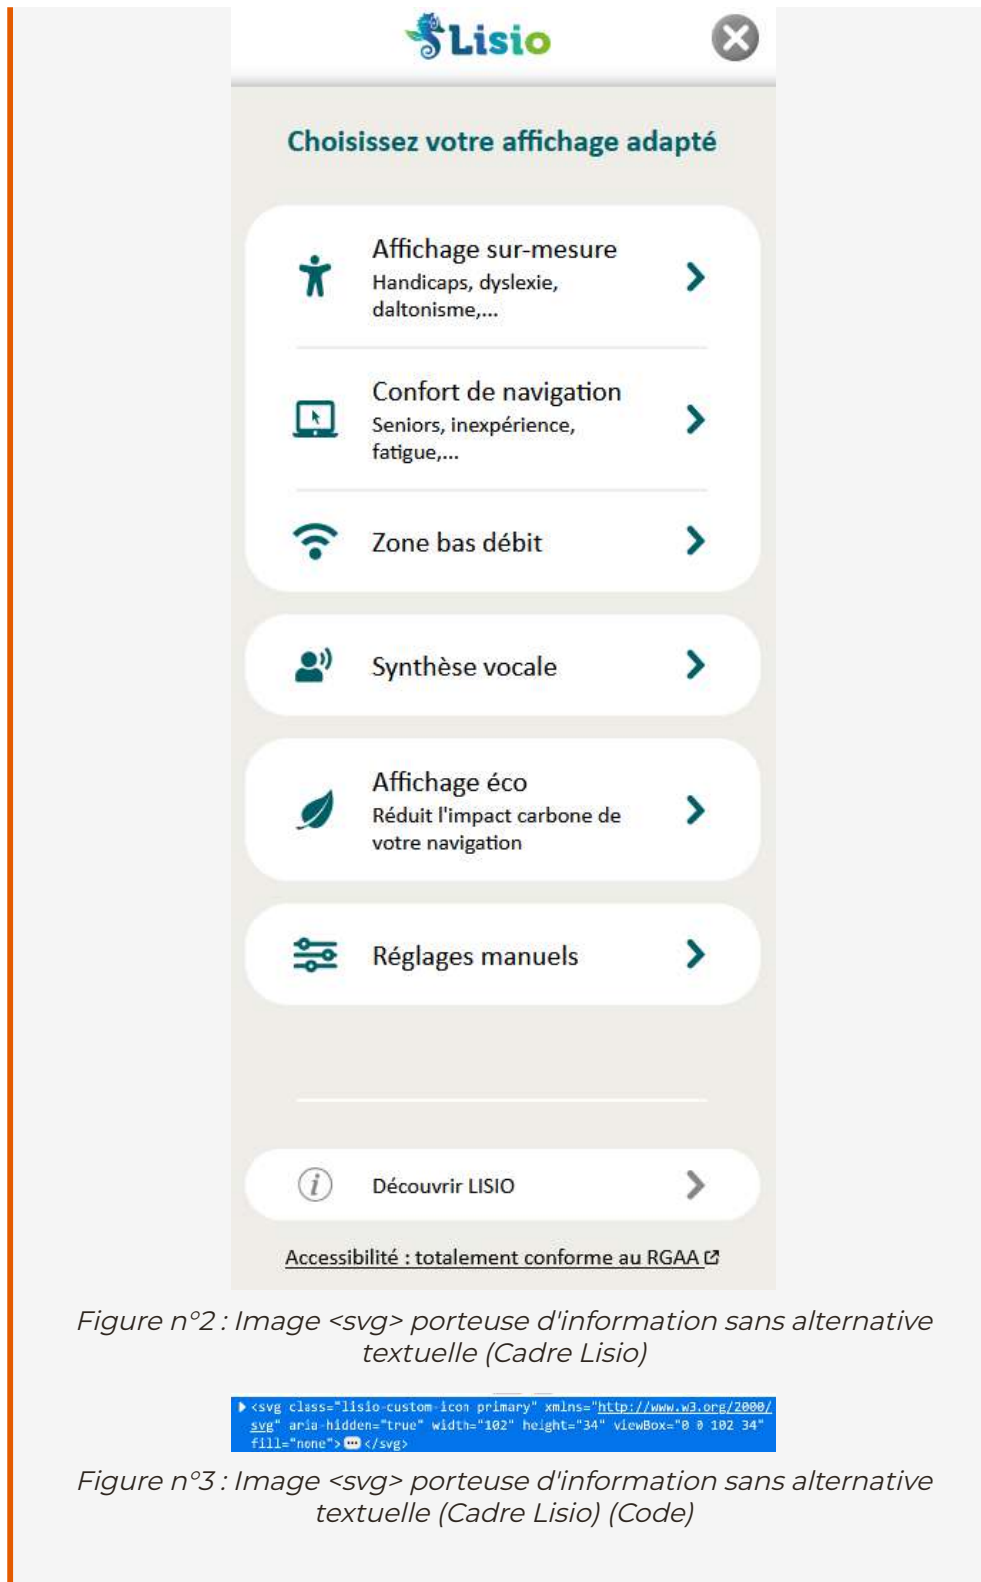 Lisio
Choisissez votre affichage adapté
Affichage sur-mesure
Handicaps, dyslexie,
daltonisme,...
Confort de navigation
Seniors, inexpérience,
fatigue,...
Zone bas débit
Synthèse vocale
Affichage éco
Réduit l'impact carbone de
votre navigation
Réglages manuels
i
Découvrir LISIO
Accessibilité : totalement conforme au RGAA
Figure n°2 : Image <svg> porteuse d'information sans alternative
textuelle (Cadre Lisio)
<svg class="lisio-custom-icon primary" xmlns="http://www.w3.org/2000/
svg" aria-hidden="true" width="102" height="34" viewBox="0 0 102 34"
fill="none"> ... </svg>
Figure n°3 : Image <svg> porteuse d'information sans alternative
textuelle (Cadre Lisio) (Code)